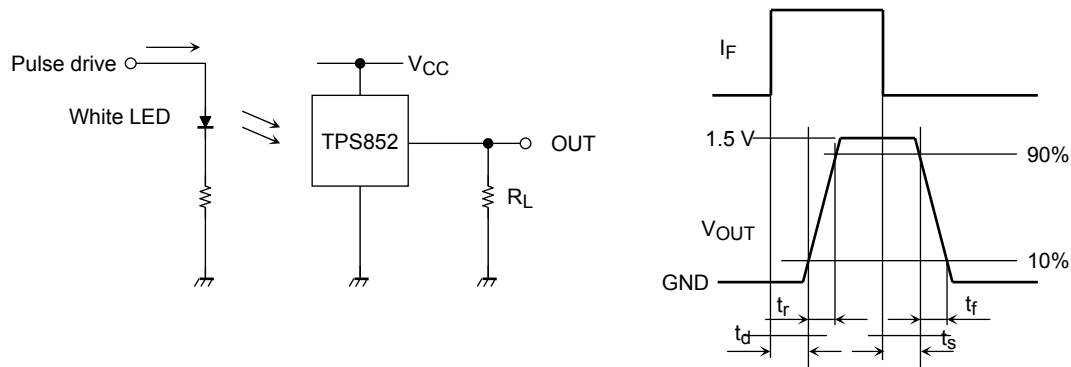 Pulse drive
White LED
VCC
TPS852
OUT
RL
IF
1.5 V
90%
VOUT
10%
GND
tr
tf
td
ts